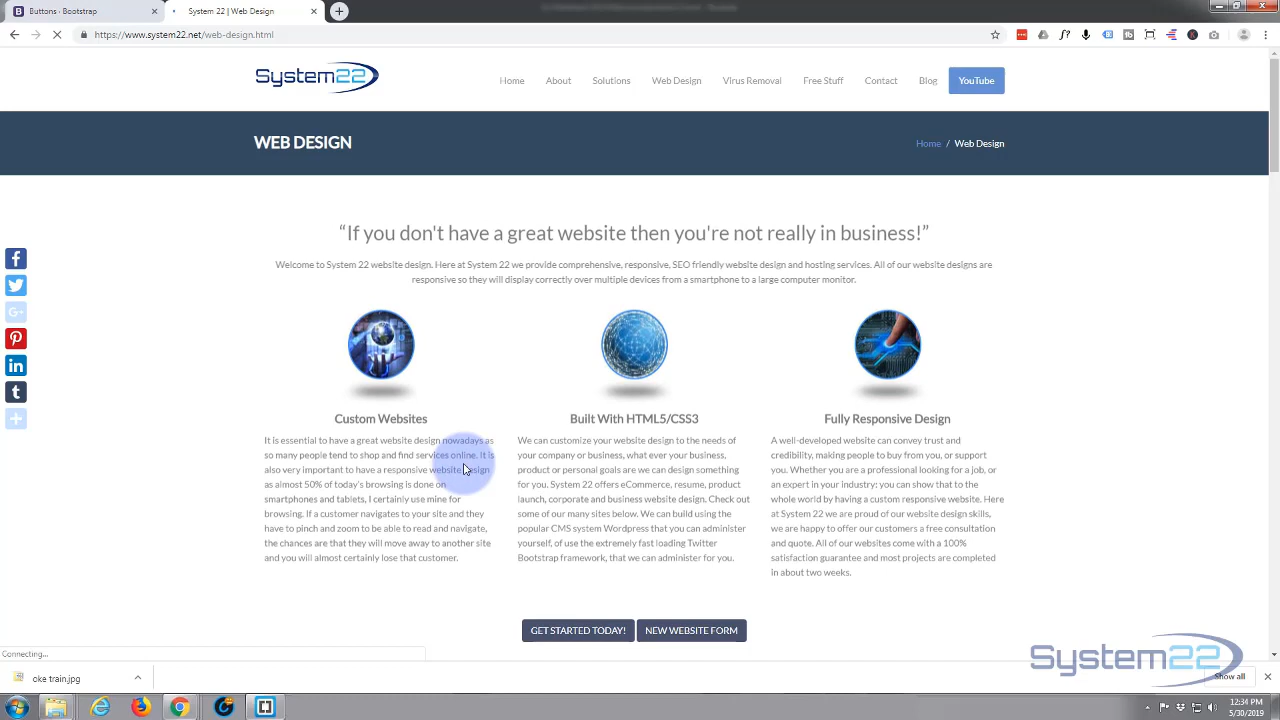 Buttons · Bootstrap
System 22 | Web Design
https://www.system22.net/web-design.html
System22
Home About Solutions Web Design Virus Removal Free Stuff Contact Blog YouTube
WEB DESIGN
Home / Web Design
“If you don't have a great website then you're not really in business!”
Welcome to System 22 website design. Here at System 22 we provide comprehensive, responsive, SEO friendly website design and hosting services. All of our website designs are
responsive so they will display correctly over multiple devices from a smartphone to a large computer monitor.
Custom Websites
It is essential to have a great website design nowadays as
so many people tend to shop and find services online. It is
also very important to have a responsive website design
as almost 50% of today's browsing is done on
smartphones and tablets, I certainly use mine for
browsing. If a customer navigates to your site and they
have to pinch and zoom to be able to read and navigate,
the chances are that they will move away to another site
and you will almost certainly lose that customer.
Built With HTML5/CSS3
We can customize your website design to the needs of
your company or business, what ever your business,
product or personal goals are we can design something
for you. System 22 offers eCommerce, resume, product
launch, corporate and business website design. Check out
some of our many sites below. We can build using the
popular CMS system Wordpress that you can administer
yourself, of use the extremely fast loading Twitter
Bootstrap framework, that we can administer for you.
Fully Responsive Design
A well-developed website can convey trust and
credibility, making people to buy from you, or support
you. Whether you are a professional looking for a job, or
an expert in your industry; you can show that to the
whole world by having a custom responsive website. Here
at System 22 we are proud of our website design skills,
we are happy to offer our customers a free consultation
and quote. All of our websites come with a 100%
satisfaction guarantee and most projects are completed
in about two weeks.
GET STARTED TODAY! NEW WEBSITE FORM
Connecting...
oke train.jpg
System22
Show all
12:34 PM
5/30/2019